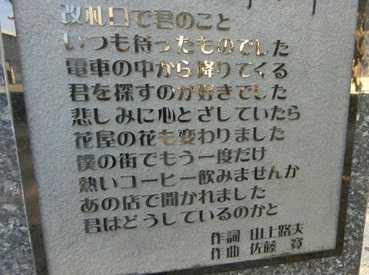 改札口で君のこと
いつも待ったものでした
電車の中から降りてくる
君を探すのが好きでした
悲しみに心とざしていたら
花屋の花も変わりました
僕の街でもう一度だけ
熱いコーヒー飲みませんか
あの店で聞かれました
君はどうしているのかと
作詞 山上路夫
作曲 佐藤 寛